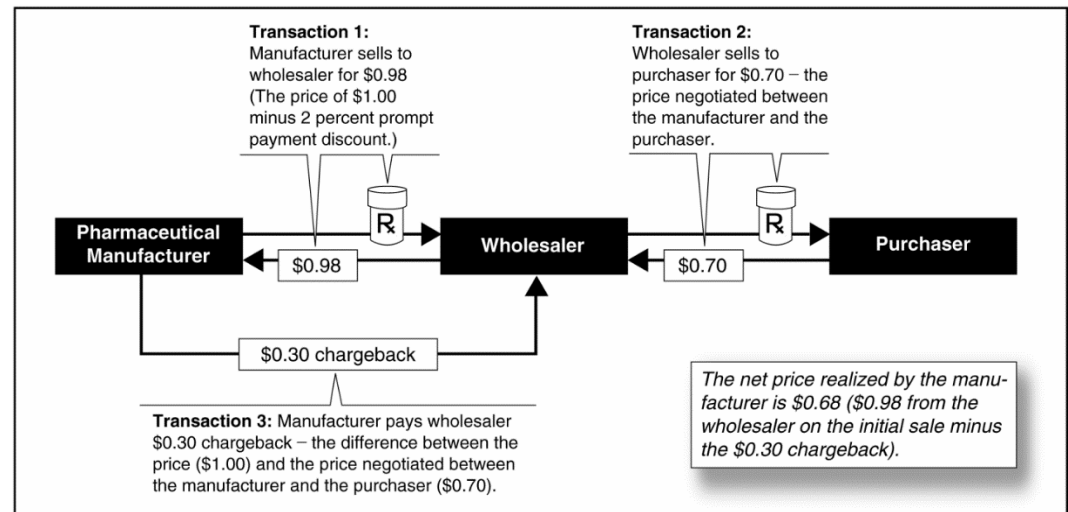 Transaction 1:
Manufacturer sells to
wholesaler for $0.98
(The price of $1.00
minus 2 percent prompt
payment discount.)
Transaction 2:
Wholesaler sells to
purchaser for $0.70 – the
price negotiated between
the manufacturer and the
purchaser.
Pharmaceutical
Manufacturer
℞
Wholesaler
℞
Purchaser
$0.98
$0.70
$0.30 chargeback
Transaction 3: Manufacturer pays wholesaler
$0.30 chargeback – the difference between the
price ($1.00) and the price negotiated between
the manufacturer and the purchaser ($0.70).
The net price realized by the manu-
facturer is $0.68 ($0.98 from the
wholesaler on the initial sale minus
the $0.30 chargeback).